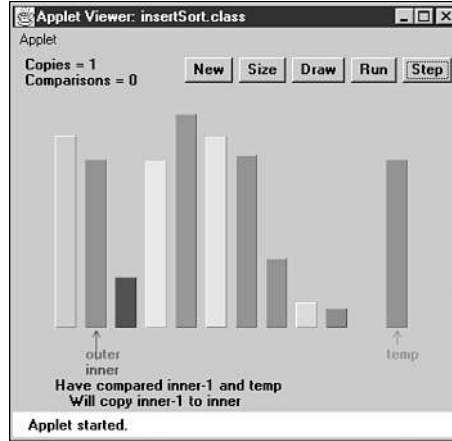 Applet Viewer: insertSort.class
Applet
Copies = 1
Comparisons = 0
New Size Draw Run Step
outer
inner
temp
Have compared inner-1 and temp
Will copy inner-1 to inner
Applet started.